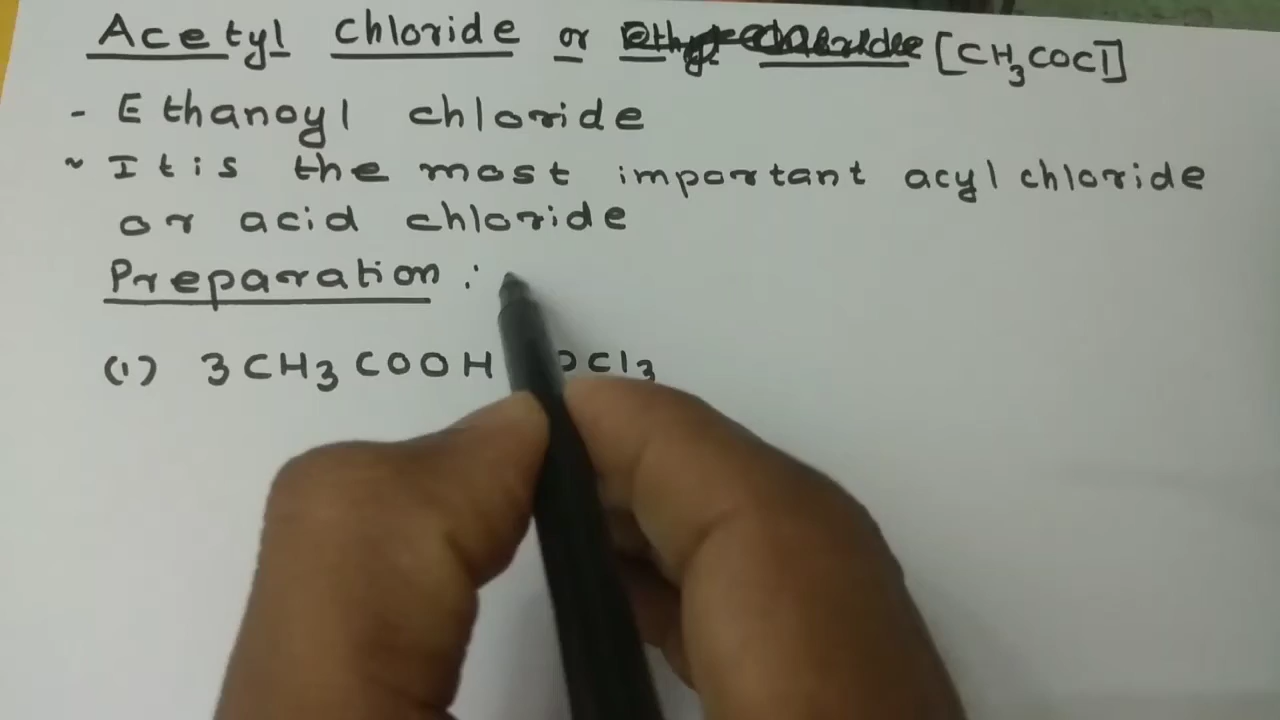 Acetyl chloride or [CH3COCl]
- Ethanoyl chloride
~ It is the most important acyl chloride
or acid chloride
Preparation :
(1) 3CH3COOH PCl3